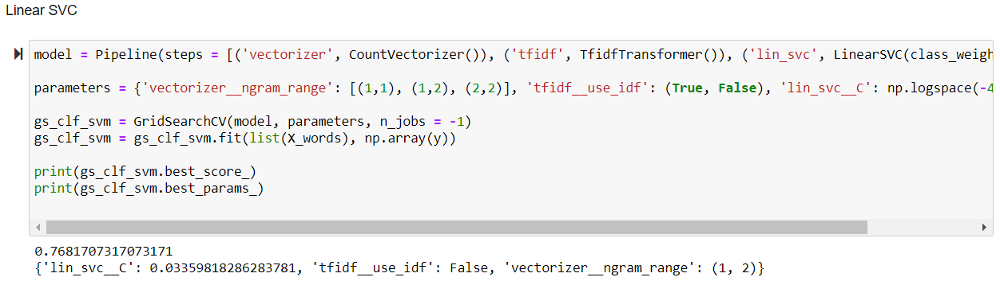 Linear SVC
model = Pipeline(steps = [('vectorizer', CountVectorizer()), ('tfidf', TfidfTransformer()), ('lin_svc', LinearSVC(class_weigh
parameters = {'vectorizer__ngram_range': [(1,1), (1,2), (2,2)], 'tfidf__use_idf': (True, False), 'lin_svc__C': np.logspace(-4
gs_clf_svm = GridSearchCV(model, parameters, n_jobs = -1)
gs_clf_svm = gs_clf_svm.fit(list(X_words), np.array(y))
print(gs_clf_svm.best_score_)
print(gs_clf_svm.best_params_)
0.7681707317073171
{'lin_svc__C': 0.03359818286283781, 'tfidf__use_idf': False, 'vectorizer__ngram_range': (1, 2)}